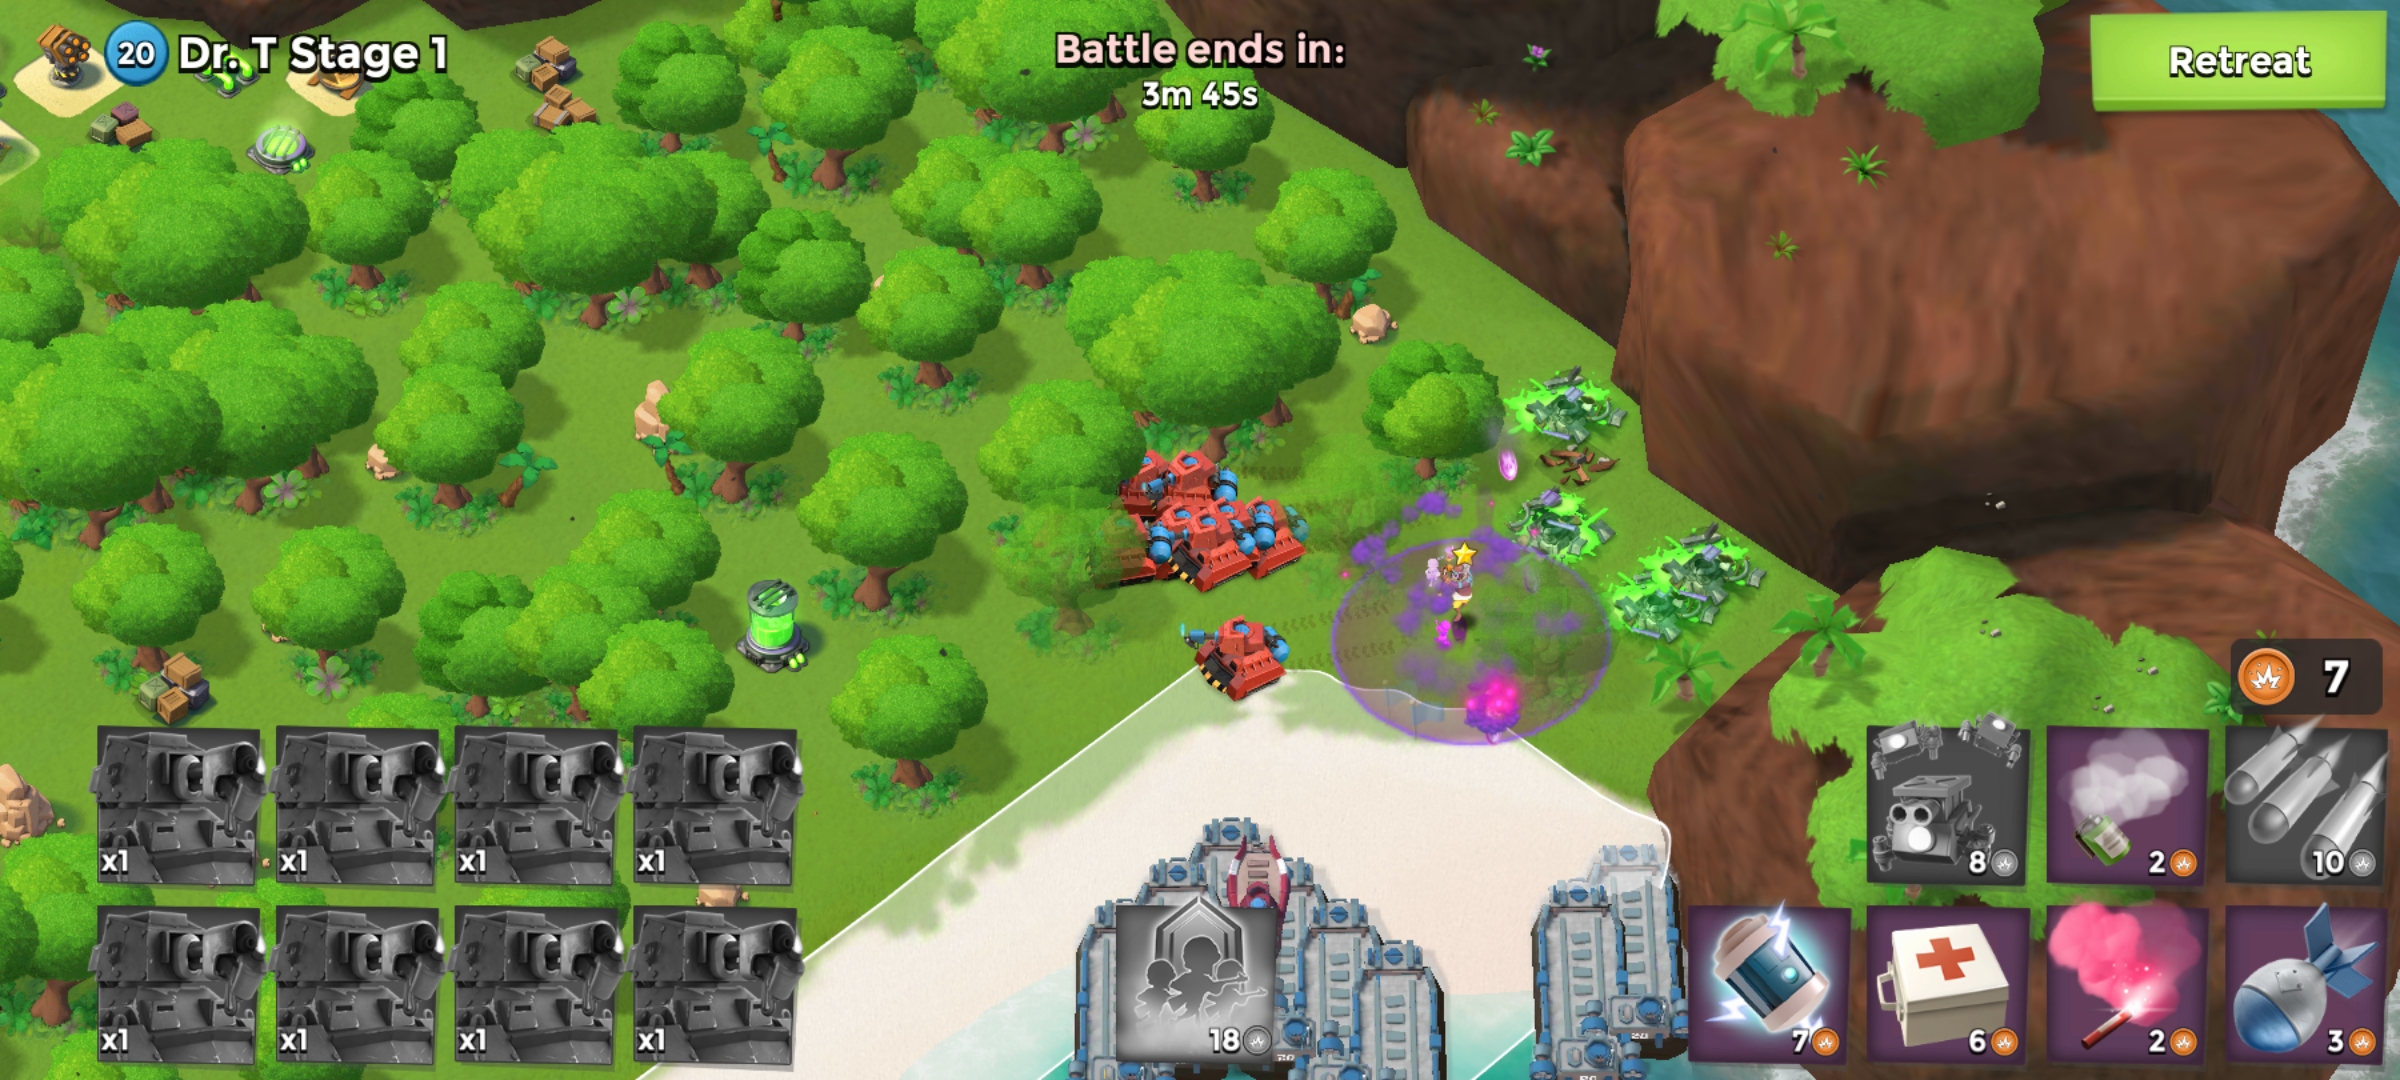 20 Dr. T Stage 1
Battle ends in:
3m 45s
Retreat
7
x1 x1 x1 x1
8 2 10
x1 x1 x1 x1
18 7 6 2 3